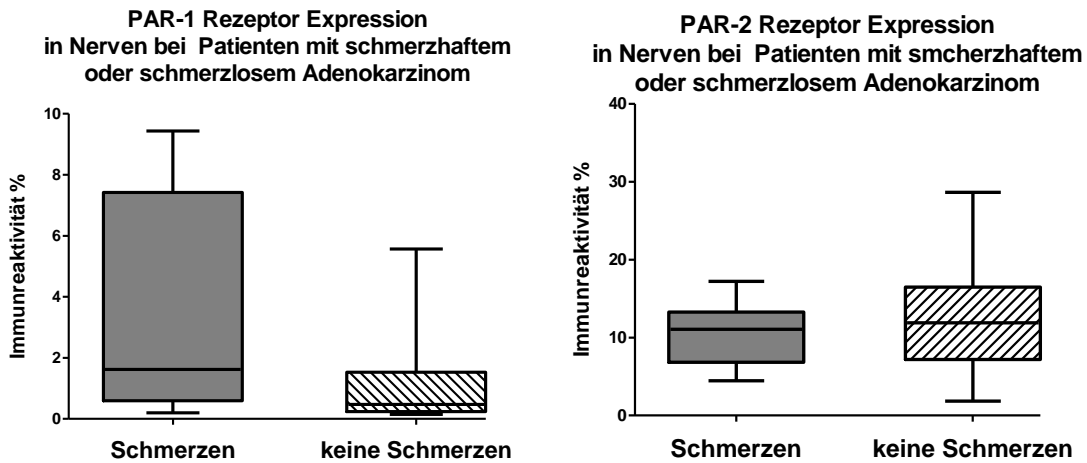 PAR-1 Rezeptor Expression
in Nerven bei Patienten mit schmerzhaftem
oder schmerzlosem Adenokarzinom
10
8
6
4
2
0
Immunreaktivität %
Schmerzen
keine Schmerzen
PAR-2 Rezeptor Expression
in Nerven bei Patienten mit smcherzhaftem
oder schmerzlosem Adenokarzinom
40
30
20
10
0
Immunreaktivität %
Schmerzen
keine Schmerzen